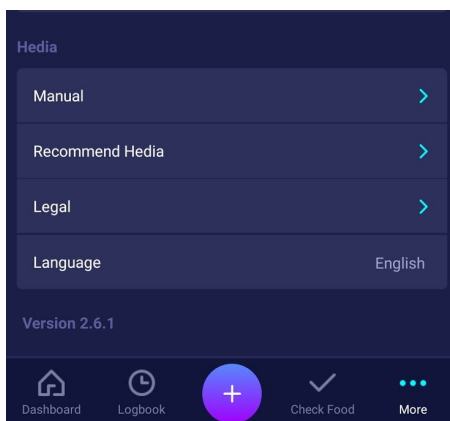 Hedia
Manual
Recommend Hedia
Legal
Language English
Version 2.6.1
Dashboard Logbook Check Food More